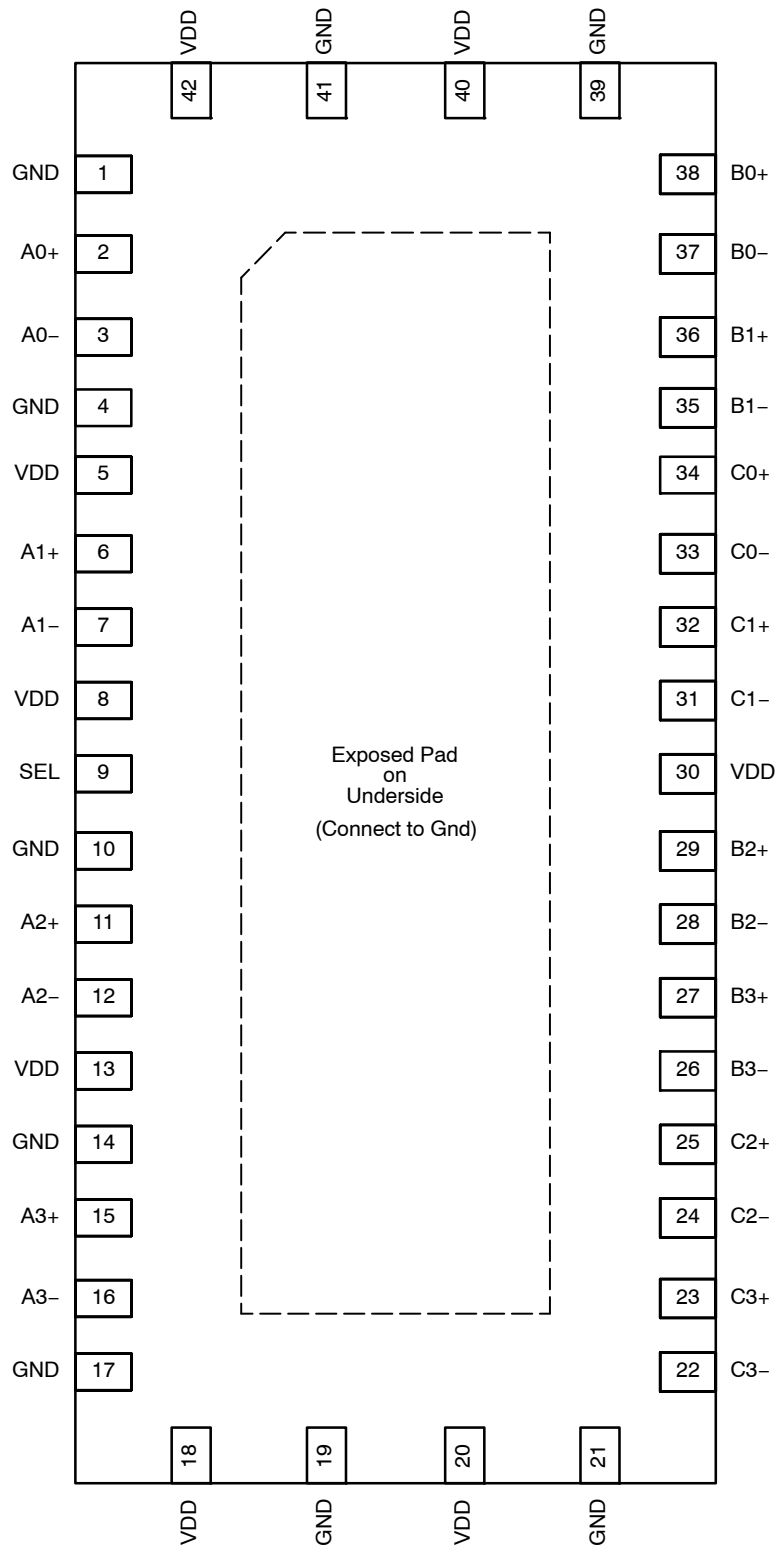 VDD GND VDD GND
42 41 40 39
GND 1 38 B0+
A0+ 2 37 B0−
A0− 3 36 B1+
GND 4 35 B1−
VDD 5 34 C0+
A1+ 6 33 C0−
A1− 7 32 C1+
VDD 8 31 C1−
SEL 9 30 VDD
Exposed Pad
on
Underside
(Connect to Gnd)
GND 10 29 B2+
A2+ 11 28 B2−
A2− 12 27 B3+
VDD 13 26 B3−
GND 14 25 C2+
A3+ 15 24 C2−
A3− 16 23 C3+
GND 17 22 C3−
18 19 20 21
VDD GND VDD GND